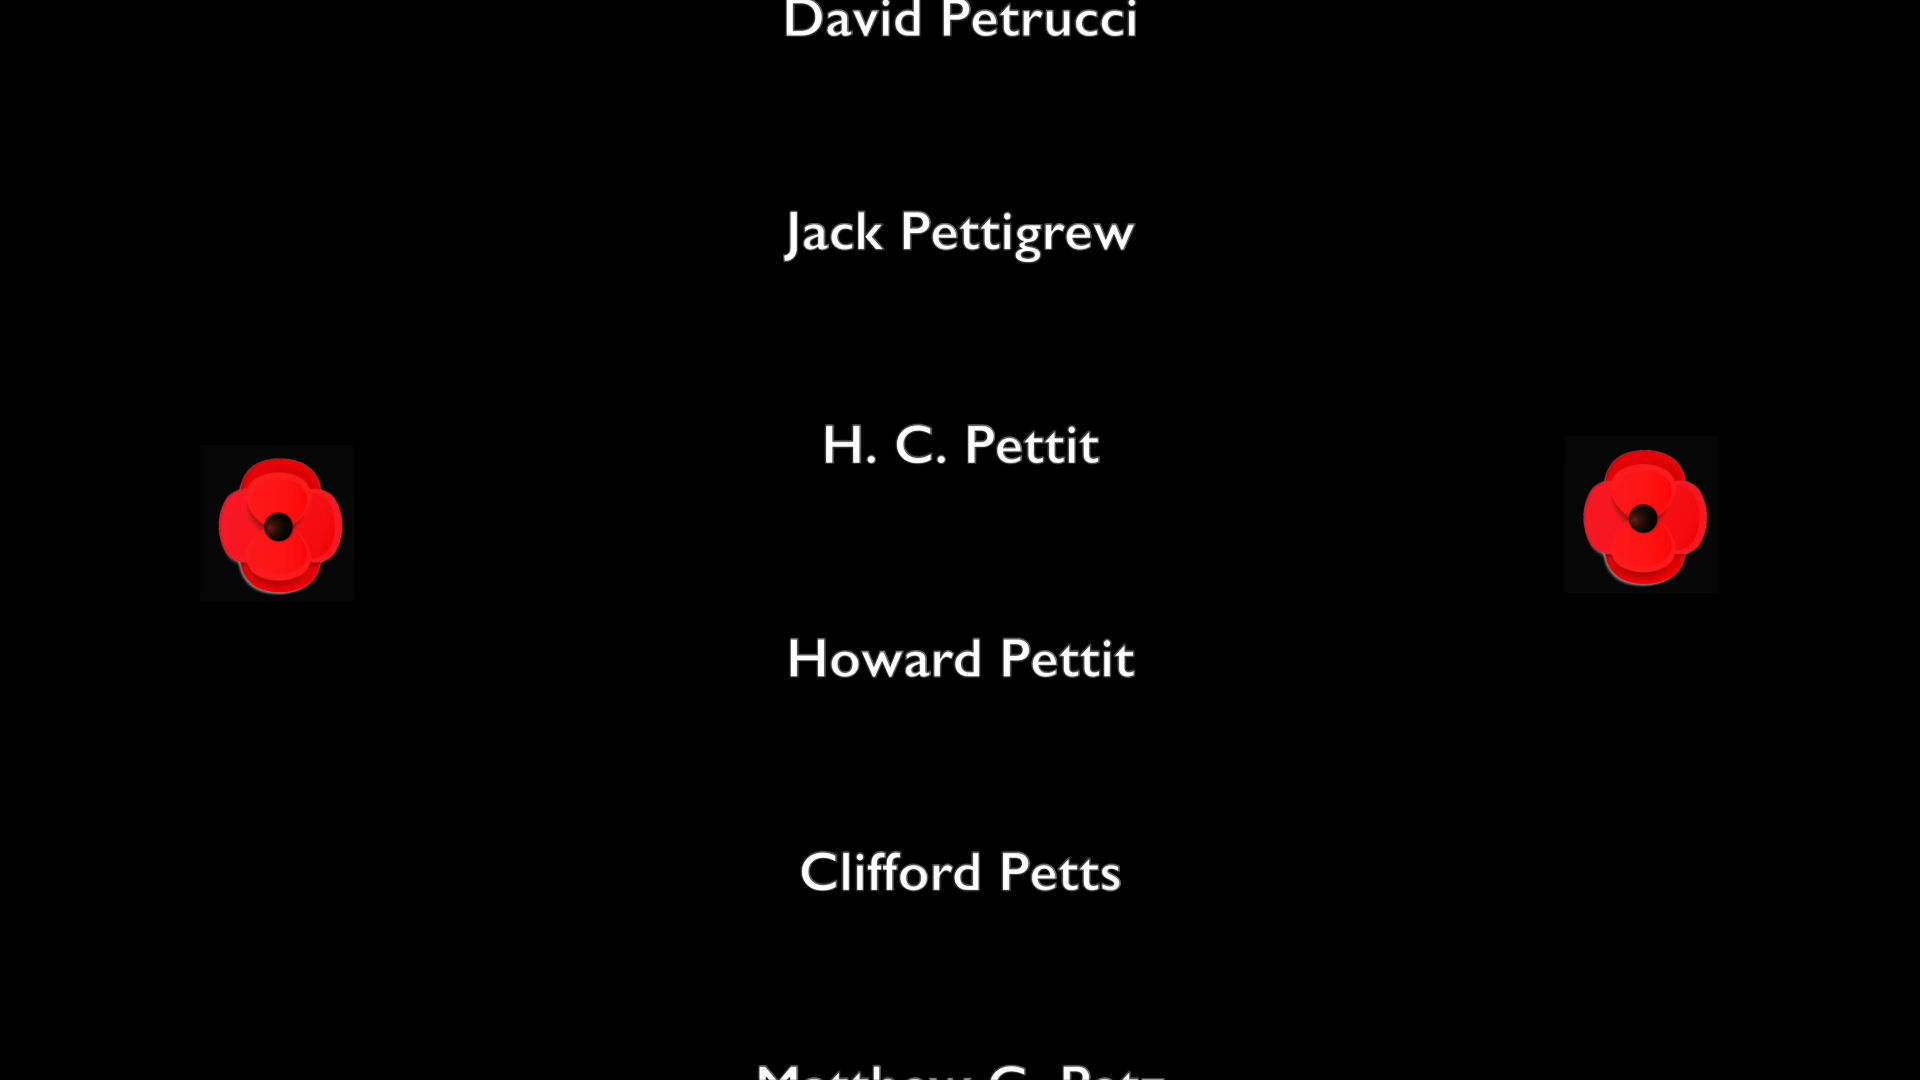 David Petrucci
Jack Pettigrew
H. C. Pettit
Howard Pettit
Clifford Petts